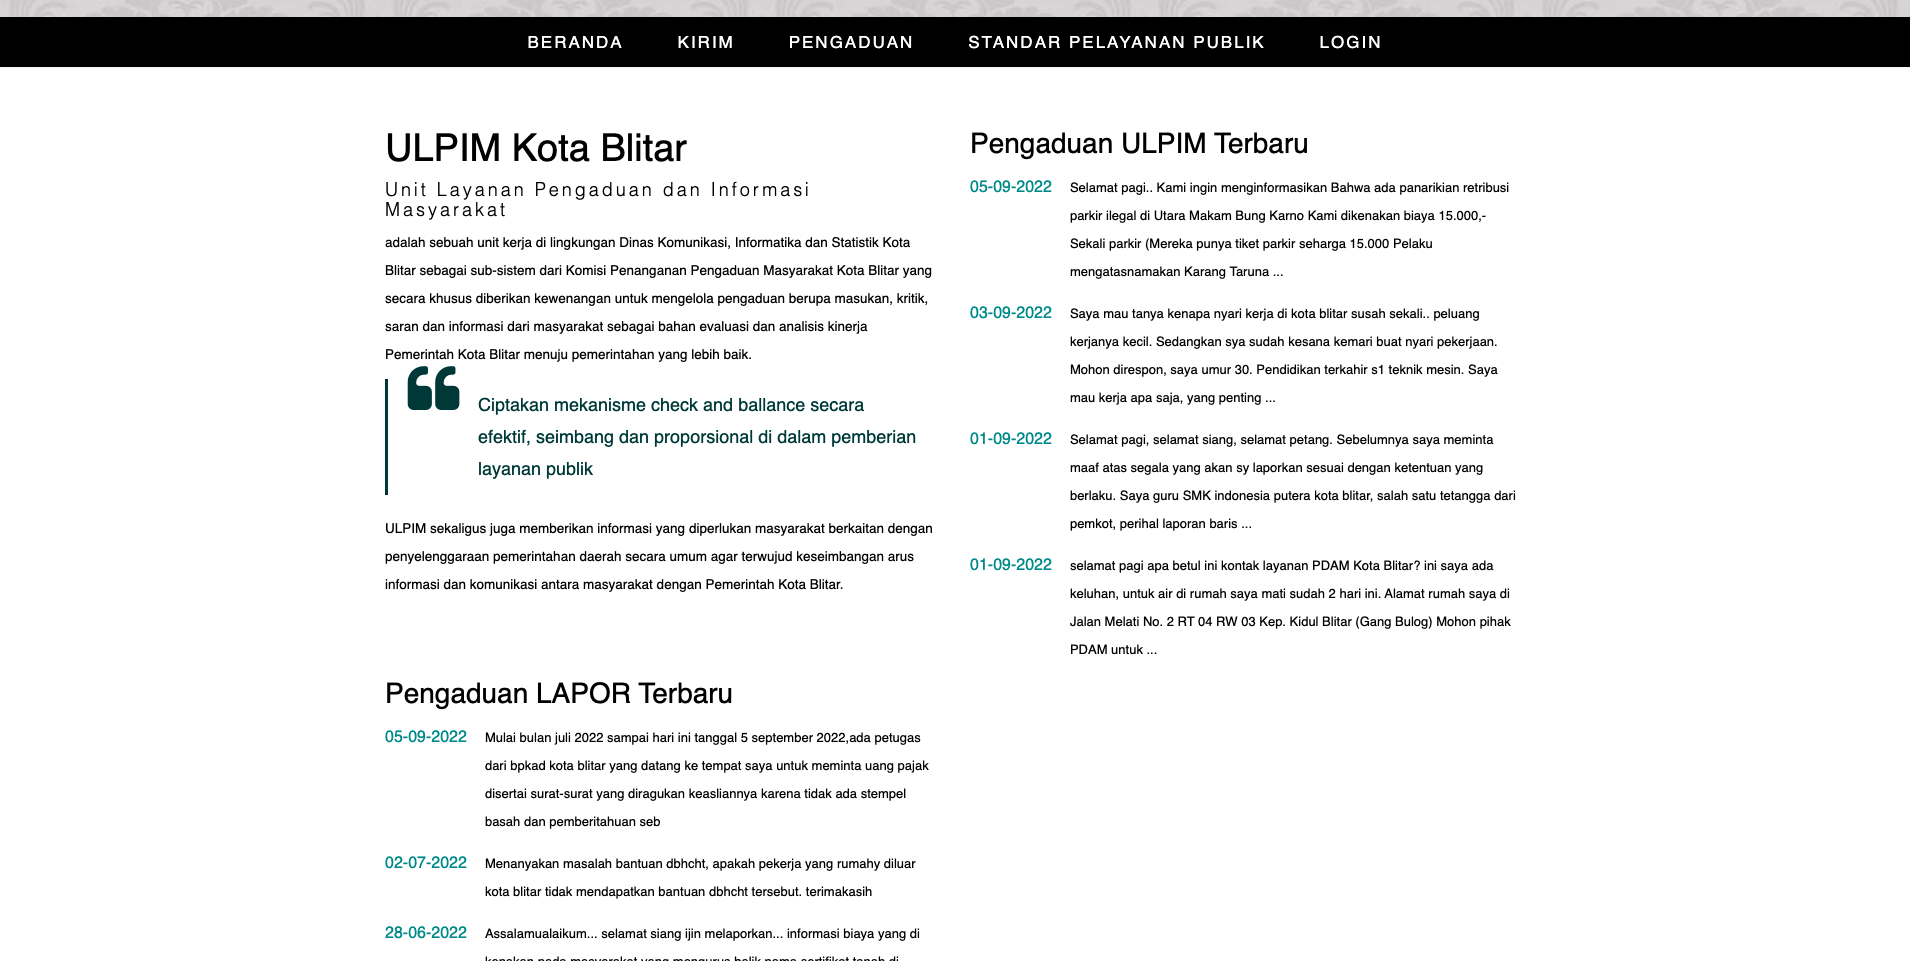 BERANDA KIRIM PENGADUAN STANDAR PELAYANAN PUBLIK LOGIN
ULPIM Kota Blitar
Unit Layanan Pengaduan dan Informasi
Masyarakat
adalah sebuah unit kerja di lingkungan Dinas Komunikasi, Informatika dan Statistik Kota
Blitar sebagai sub-sistem dari Komisi Penanganan Pengaduan Masyarakat Kota Blitar yang
secara khusus diberikan kewenangan untuk mengelola pengaduan berupa masukan, kritik,
saran dan informasi dari masyarakat sebagai bahan evaluasi dan analisis kinerja
Pemerintah Kota Blitar menuju pemerintahan yang lebih baik.
Ciptakan mekanisme check and ballance secara
efektif, seimbang dan proporsional di dalam pemberian
layanan publik
ULPIM sekaligus juga memberikan informasi yang diperlukan masyarakat berkaitan dengan
penyelenggaraan pemerintahan daerah secara umum agar terwujud keseimbangan arus
informasi dan komunikasi antara masyarakat dengan Pemerintah Kota Blitar.
Pengaduan ULPIM Terbaru
05-09-2022 Selamat pagi.. Kami ingin menginformasikan Bahwa ada panarikian retribusi
parkir ilegal di Utara Makam Bung Karno Kami dikenakan biaya 15.000,-
Sekali parkir (Mereka punya tiket parkir seharga 15.000 Pelaku
mengatasnamakan Karang Taruna ...
03-09-2022 Saya mau tanya kenapa nyari kerja di kota blitar susah sekali.. peluang
kerjanya kecil. Sedangkan sya sudah kesana kemari buat nyari pekerjaan.
Mohon direspon, saya umur 30. Pendidikan terkahir s1 teknik mesin. Saya
mau kerja apa saja, yang penting ...
01-09-2022 Selamat pagi, selamat siang, selamat petang. Sebelumnya saya meminta
maaf atas segala yang akan sy laporkan sesuai dengan ketentuan yang
berlaku. Saya guru SMK indonesia putera kota blitar, salah satu tetangga dari
pemkot, perihal laporan baris ...
01-09-2022 selamat pagi apa betul ini kontak layanan PDAM Kota Blitar? ini saya ada
keluhan, untuk air di rumah saya mati sudah 2 hari ini. Alamat rumah saya di
Jalan Melati No. 2 RT 04 RW 03 Kep. Kidul Blitar (Gang Bulog) Mohon pihak
PDAM untuk ...
Pengaduan LAPOR Terbaru
05-09-2022 Mulai bulan juli 2022 sampai hari ini tanggal 5 september 2022,ada petugas
dari bpkad kota blitar yang datang ke tempat saya untuk meminta uang pajak
disertai surat-surat yang diragukan keasliannya karena tidak ada stempel
basah dan pemberitahuan seb
02-07-2022 Menanyakan masalah bantuan dbhcht, apakah pekerja yang rumahy diluar
kota blitar tidak mendapatkan bantuan dbhcht tersebut. terimakasih
28-06-2022 Assalamualaikum... selamat siang ijin melaporkan... informasi biaya yang di
kenakan pada masyarakat yang mengurus balik nama sertifikat tanah di